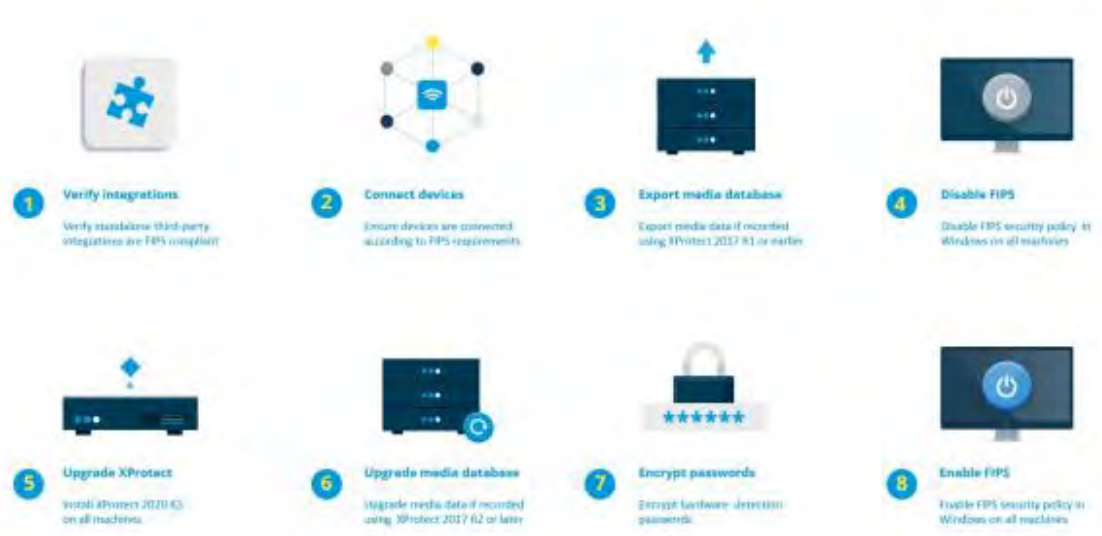 1
Verify integrations
Verify standalone third-party
integrations are FIPS compliant
2
Connect devices
Ensure devices are connected
according to FIPS requirements
3
Export media database
Export media data if recorded
using XProtect 2017 R1 or earlier
4
Disable FIPS
Disable FIPS security policy in
Windows on all machines
5
Upgrade XProtect
Install XProtect 2020 R3
on all machines
6
Upgrade media database
Upgrade media data if recorded
using XProtect 2017 R2 or later
7
Encrypt passwords
Encrypt hardware detection
passwords
******
8
Enable FIPS
Enable FIPS security policy in
Windows on all machines